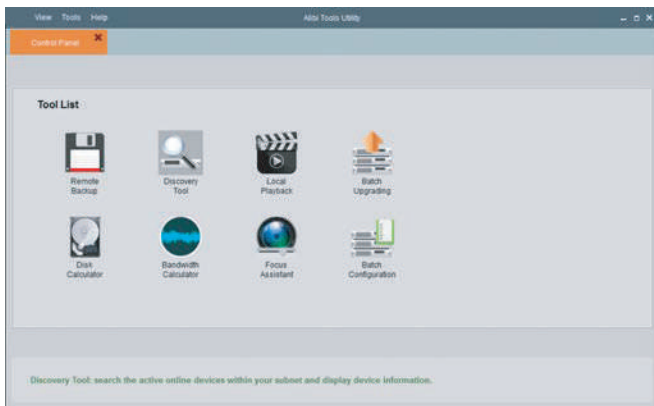 View Tools Help
Alibi Tools Utility
Control Panel
Tool List
Remote
Backup
Discovery
Tool
Local
Playback
Batch
Upgrading
Disk
Calculator
Bandwidth
Calculator
Focus
Assistant
Batch
Configuration
Discovery Tool: search the active online devices within your subnet and display device information.